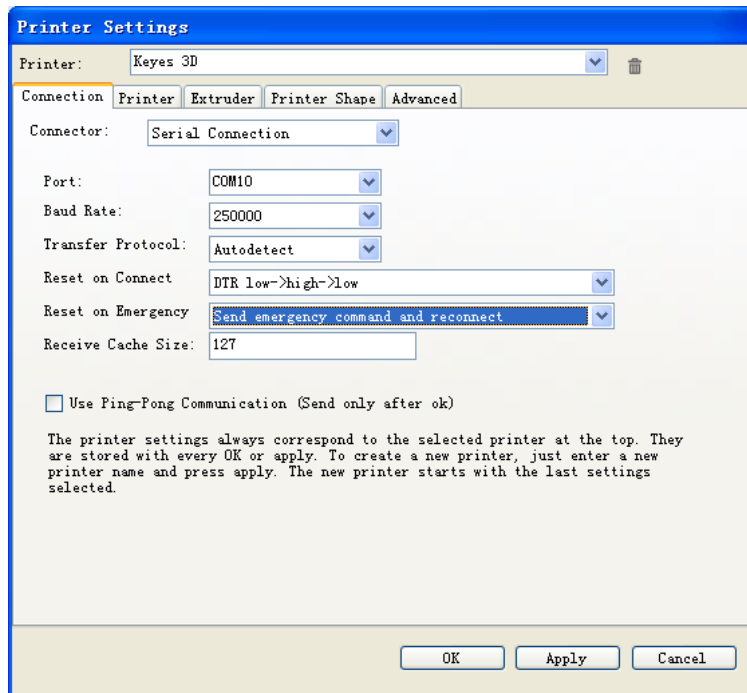 Printer Settings
Printer: Keyes 3D
Connection Printer Extruder Printer Shape Advanced
Connector: Serial Connection
Port: COM10
Baud Rate: 250000
Transfer Protocol: Autodetect
Reset on Connect DTR low->high->low
Reset on Emergency Send emergency command and reconnect
Receive Cache Size: 127
Use Ping-Pong Communication (Send only after ok)
The printer settings always correspond to the selected printer at the top. They
are stored with every OK or apply. To create a new printer, just enter a new
printer name and press apply. The new printer starts with the last settings
selected.
OK Apply Cancel